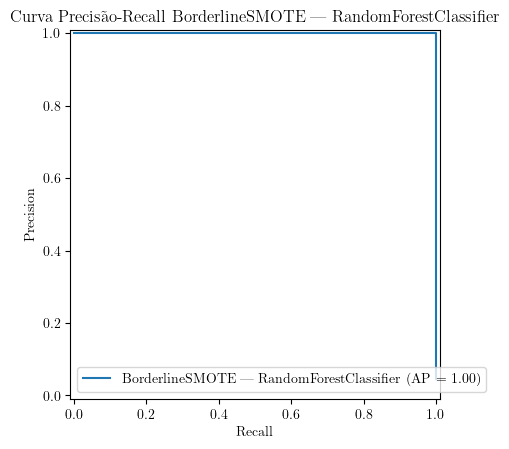 Curva Precisão-Recall BorderlineSMOTE — RandomForestClassifier
1.0
0.8
0.6
0.4
0.2
0.0
Precision
BorderlineSMOTE — RandomForestClassifier (AP = 1.00)
0.0 0.2 0.4 0.6 0.8 1.0
Recall